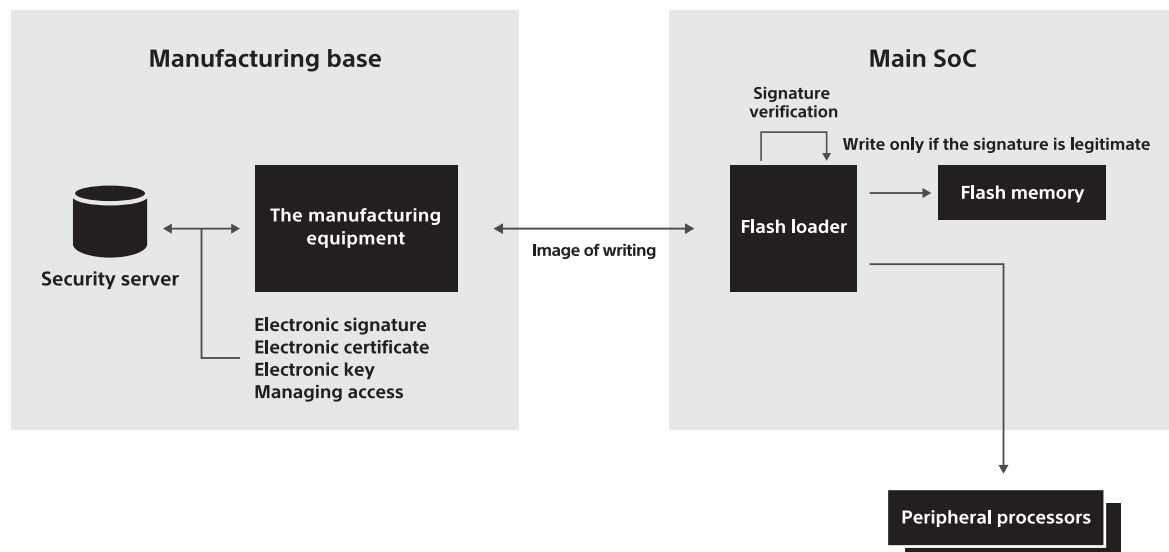 Manufacturing base
Security server
The manufacturing
equipment
Electronic signature
Electronic certificate
Electronic key
Managing access
Image of writing
Main SoC
Signature
verification
Write only if the signature is legitimate
Flash loader
Flash memory
Peripheral processors